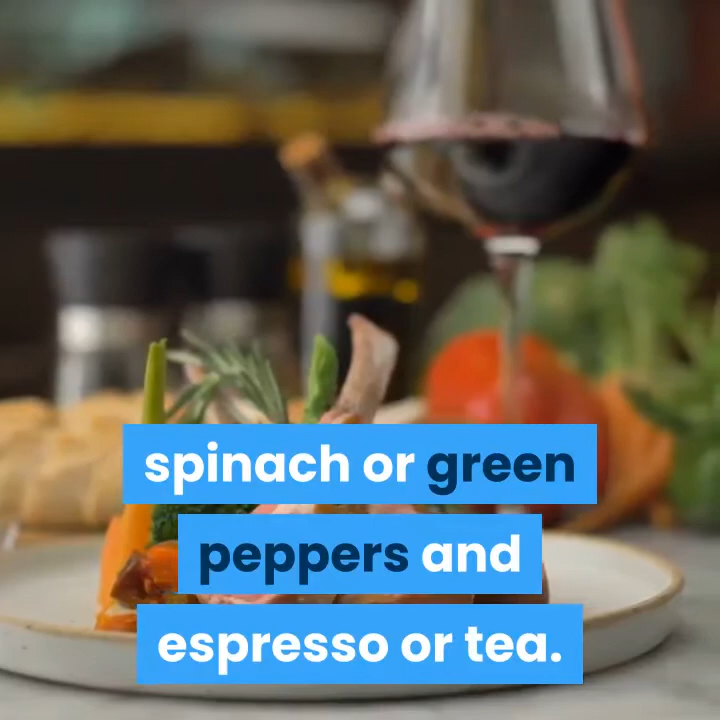 spinach or green
peppers and
espresso or tea.